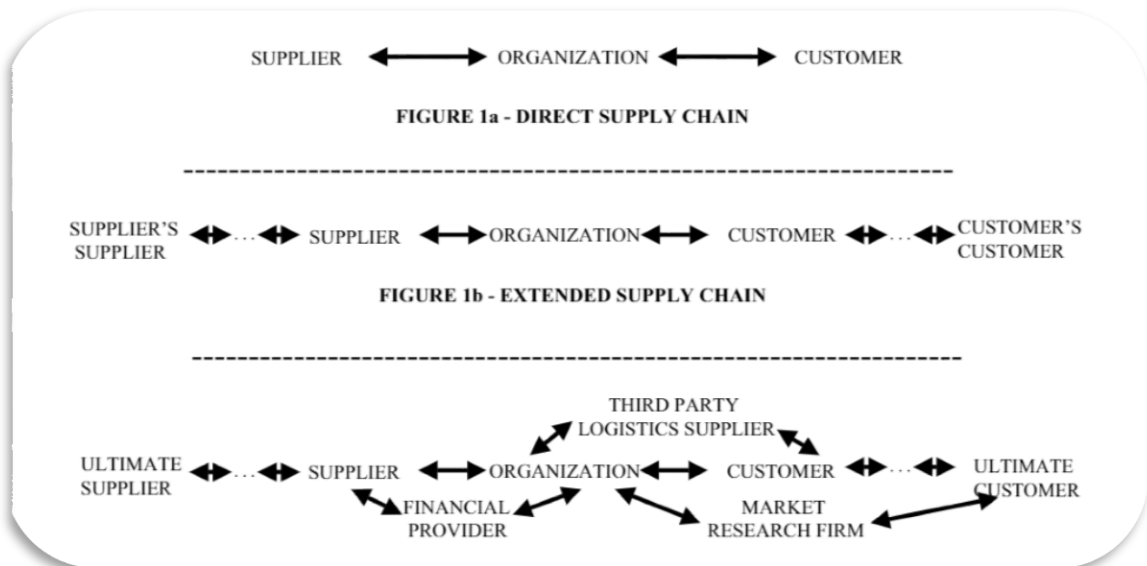 SUPPLIER ORGANIZATION CUSTOMER
FIGURE 1a - DIRECT SUPPLY CHAIN
SUPPLIER'S
SUPPLIER
... SUPPLIER ORGANIZATION CUSTOMER ...
CUSTOMER'S
CUSTOMER
FIGURE 1b - EXTENDED SUPPLY CHAIN
THIRD PARTY
LOGISTICS SUPPLIER
ULTIMATE
SUPPLIER
... SUPPLIER ORGANIZATION CUSTOMER ...
ULTIMATE
CUSTOMER
FINANCIAL
PROVIDER
MARKET
RESEARCH FIRM